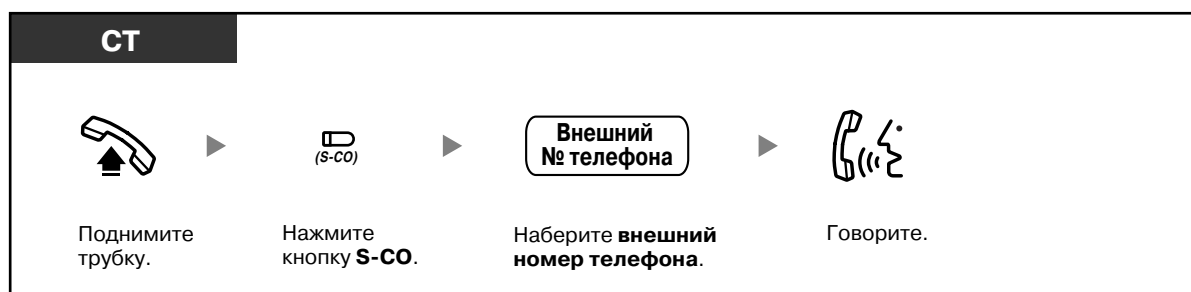 СТ
(S-CO)
Внешний
№ телефона
Поднимите
трубку.
Нажмите
кнопку S-CO.
Наберите внешний
номер телефона.
Говорите.